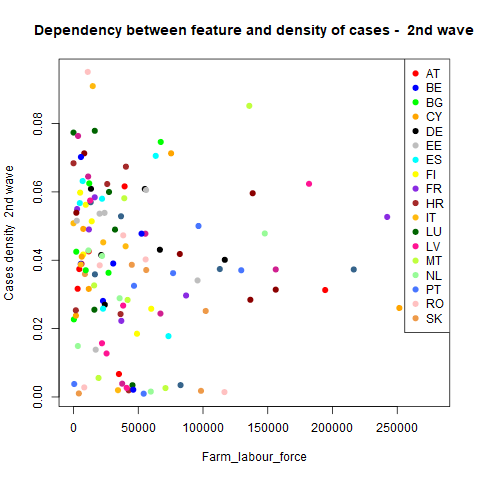 Dependency between feature and density of cases -  2nd wave
Cases density  2nd wave
0.08
0.06
0.04
0.02
0.00
AT
BE
BG
CY
DE
EE
ES
FI
FR
HR
IT
LU
LV
MT
NL
PT
RO
SK
0
50000
100000
150000
200000
250000
Farm_labour_force